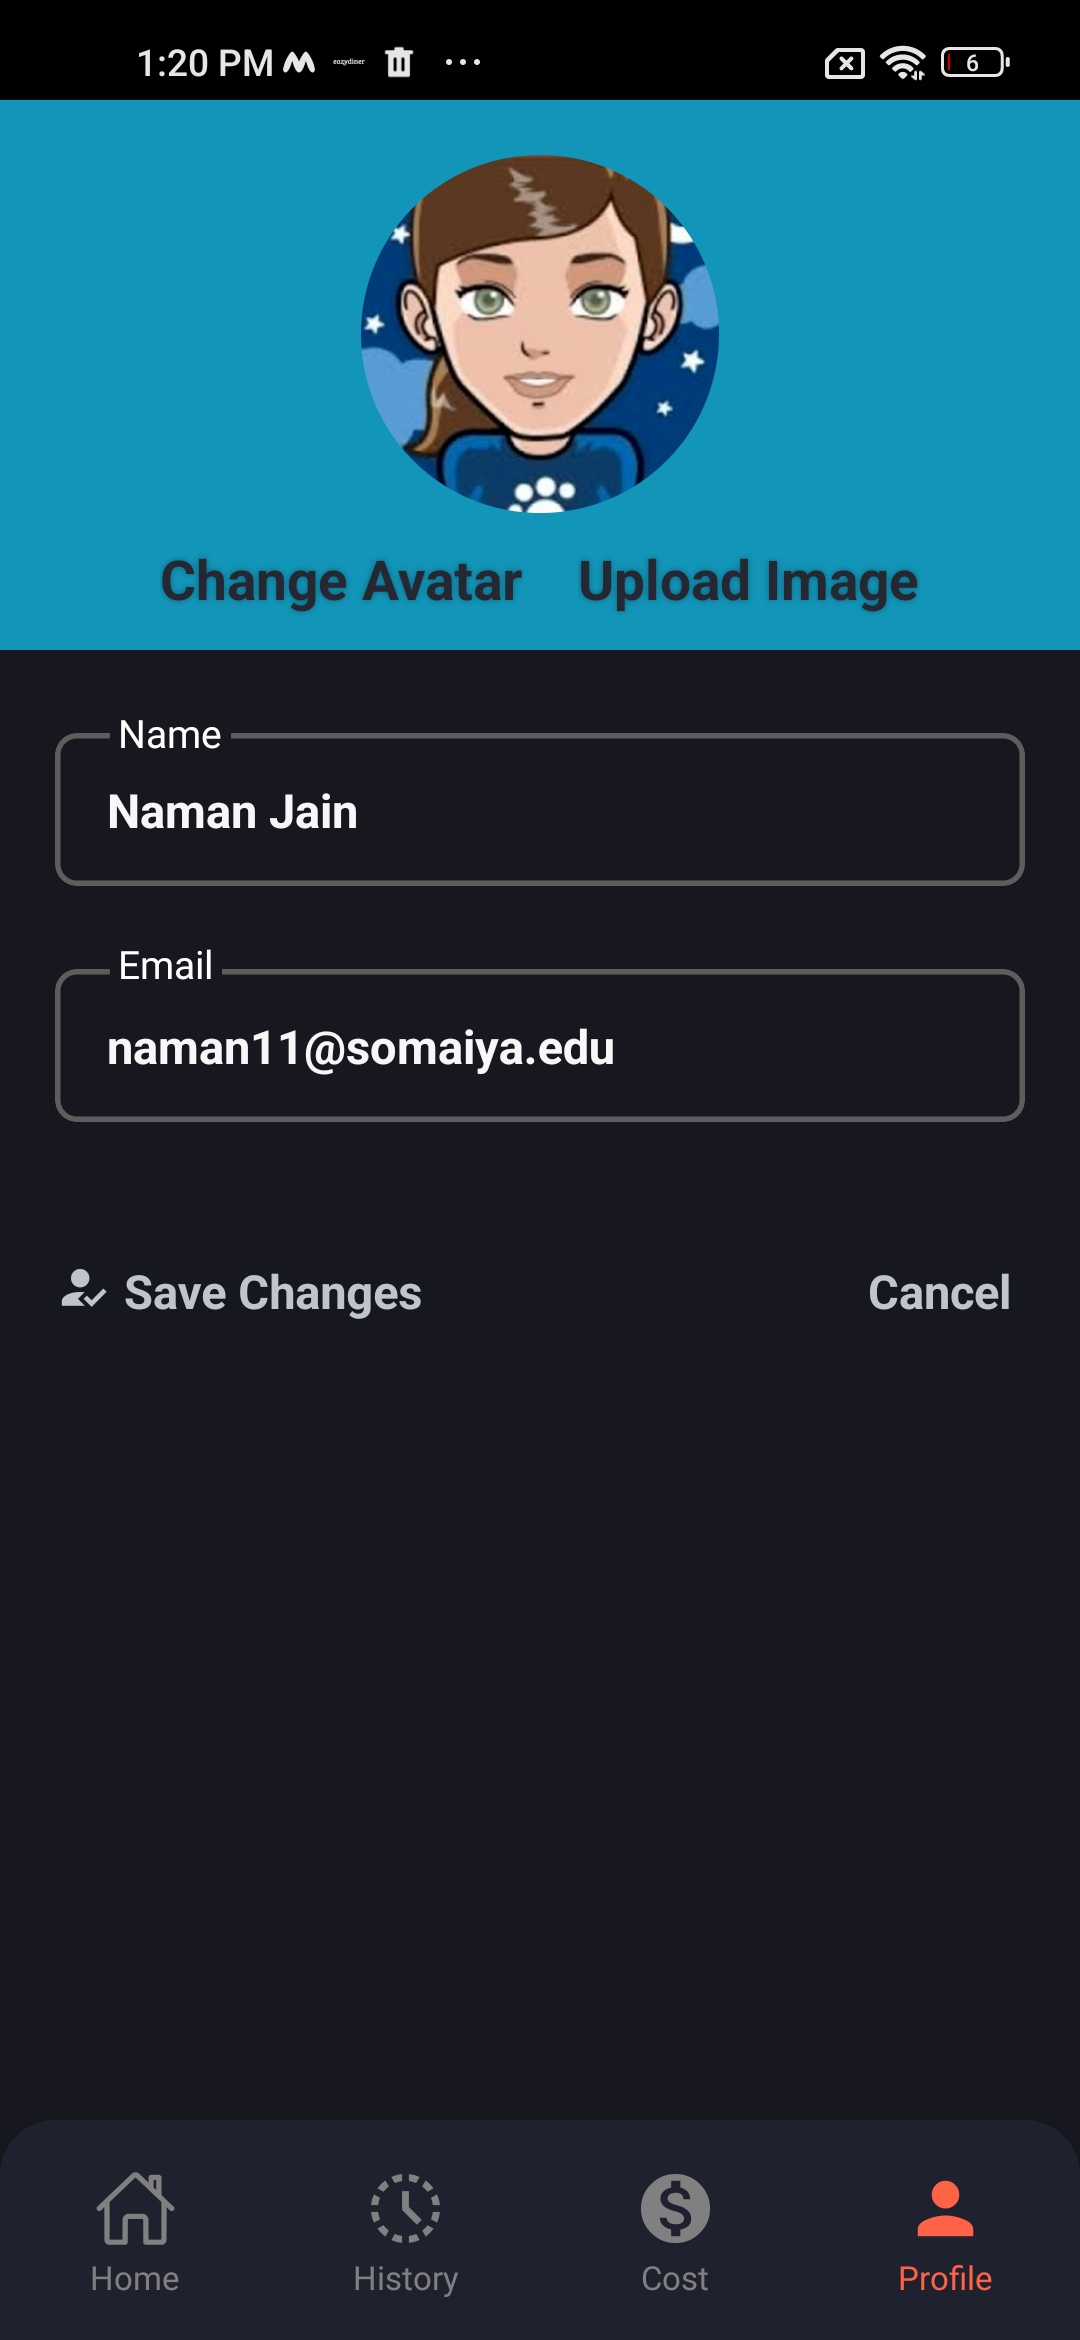 1:20 PM eazydiner 6
Change Avatar Upload Image
Name
Naman Jain
Email
naman11@somaiya.edu
Save Changes Cancel
Home History Cost Profile